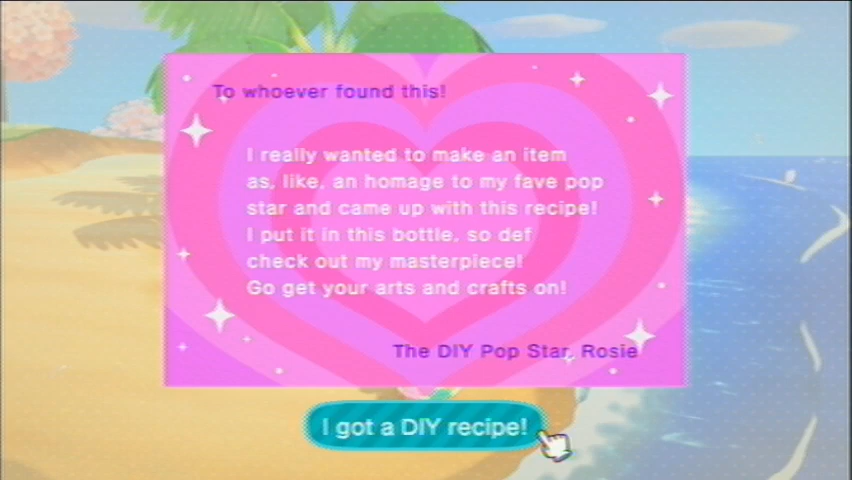 To whoever found this!
I really wanted to make an item
as, like, an homage to my fave pop
star and came up with this recipe!
I put it in this bottle, so def
check out my masterpiece!
Go get your arts and crafts on!
The DIY Pop Star, Rosie
I got a DIY recipe!